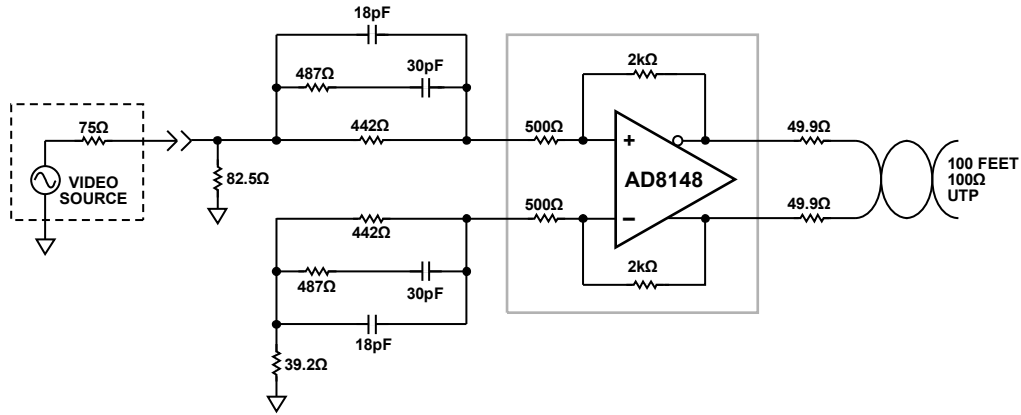 18pF
487Ω
30pF
2kΩ
75Ω
442Ω
500Ω
49.9Ω
+
82.5Ω
VIDEO
SOURCE
AD8148
100 FEET
100Ω
UTP
500Ω
–
49.9Ω
442Ω
487Ω
30pF
2kΩ
18pF
39.2Ω